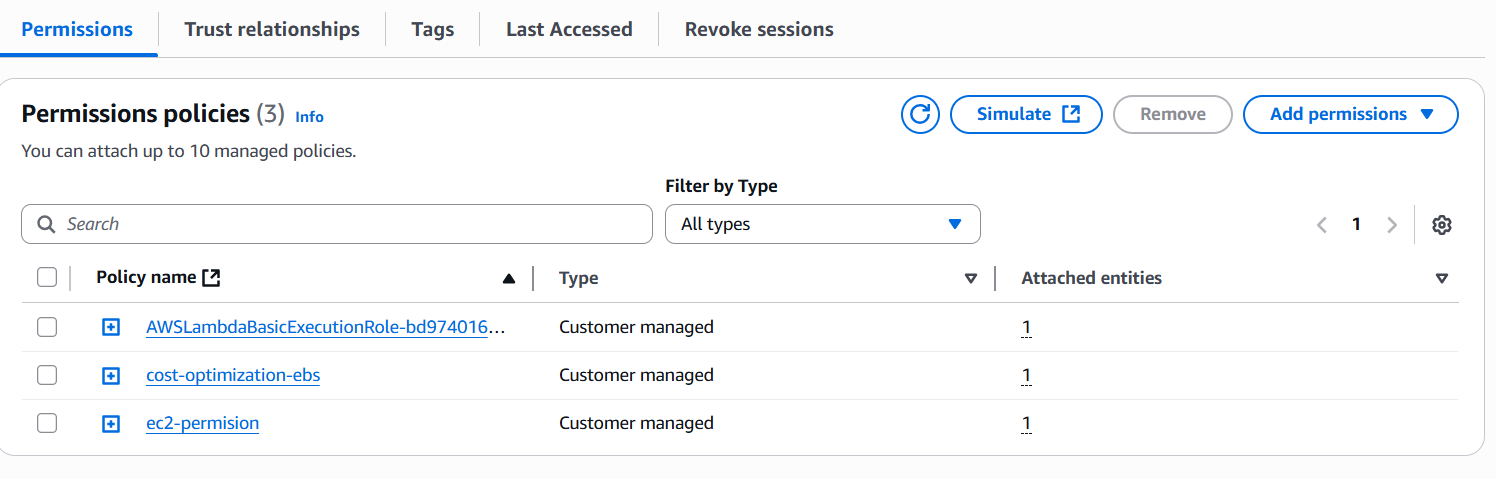 Permissions Trust relationships Tags Last Accessed Revoke sessions
Permissions policies (3) Info
Simulate Remove Add permissions
You can attach up to 10 managed policies.
Filter by Type
Search All types 1
Policy name Type Attached entities
AWSLambdaBasicExecutionRole-bd974016... Customer managed 1
cost-optimization-ebs Customer managed 1
ec2-permision Customer managed 1